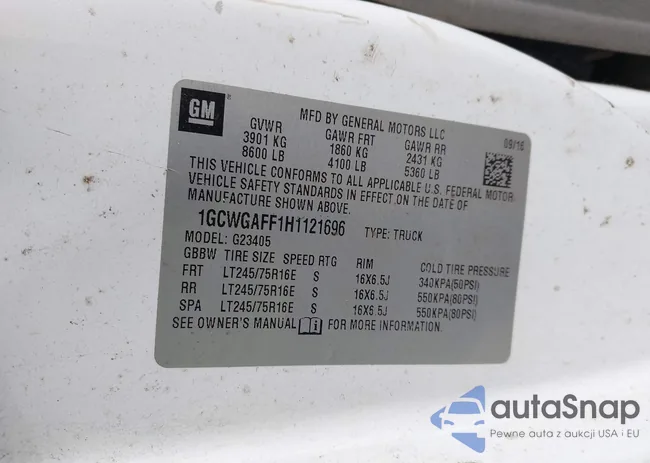 GM
MFD BY GENERAL MOTORS LLC
GVWR GAWR FRT GAWR RR 09/16
3901 KG 1860 KG 2431 KG
8600 LB 4100 LB 5360 LB
THIS VEHICLE CONFORMS TO ALL APPLICABLE U.S. FEDERAL MOTOR
VEHICLE SAFETY STANDARDS IN EFFECT ON THE DATE OF
MANUFACTURE SHOWN ABOVE.
1GCWGAFF1H1121696 TYPE: TRUCK
MODEL: G23405
GBBW TIRE SIZE SPEED RTG RIM COLD TIRE PRESSURE
FRT LT245/75R16E S 16X6.5J 340KPA(50PSI)
RR LT245/75R16E S 16X6.5J 550KPA(80PSI)
SPA LT245/75R16E S 16X6.5J 550KPA(80PSI)
SEE OWNER'S MANUAL FOR MORE INFORMATION.
autaSnap
Pewne auta z aukcji USA i EU